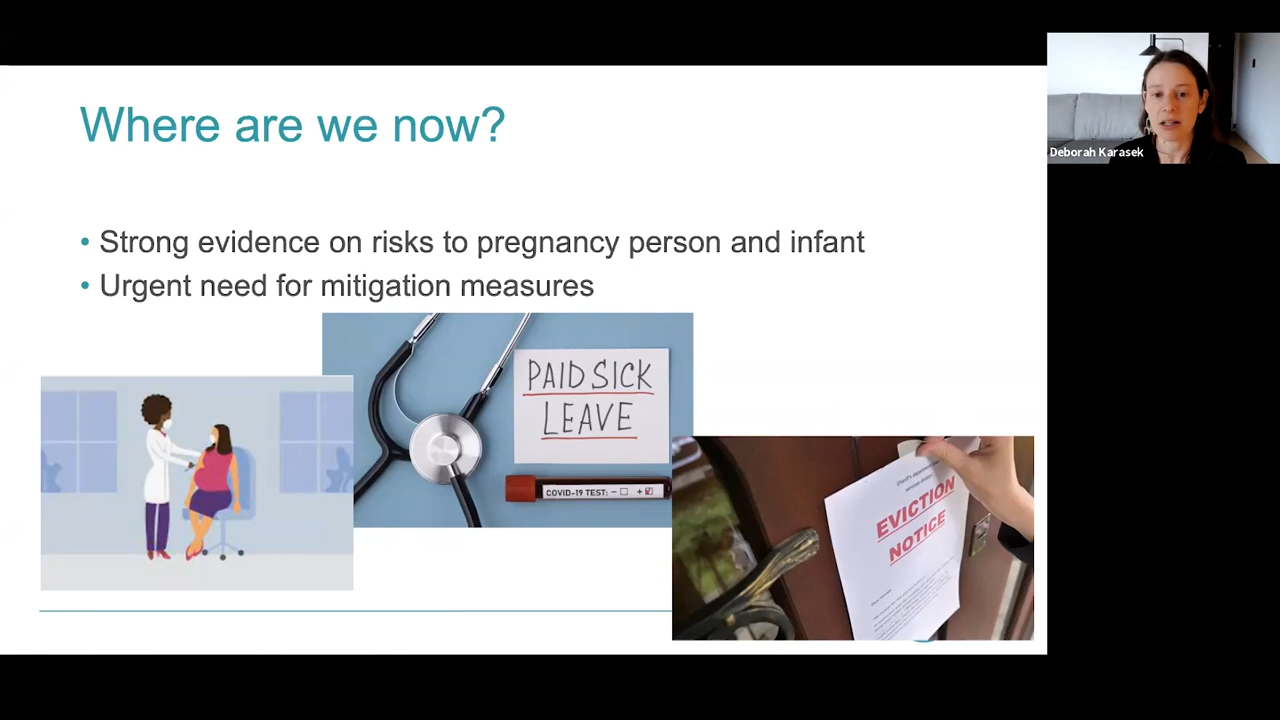 Where are we now?
Deborah Karasek
• Strong evidence on risks to pregnancy person and infant
• Urgent need for mitigation measures
PAID SICK
LEAVE
COVID-19 TEST: - +
EVICTION
NOTICE